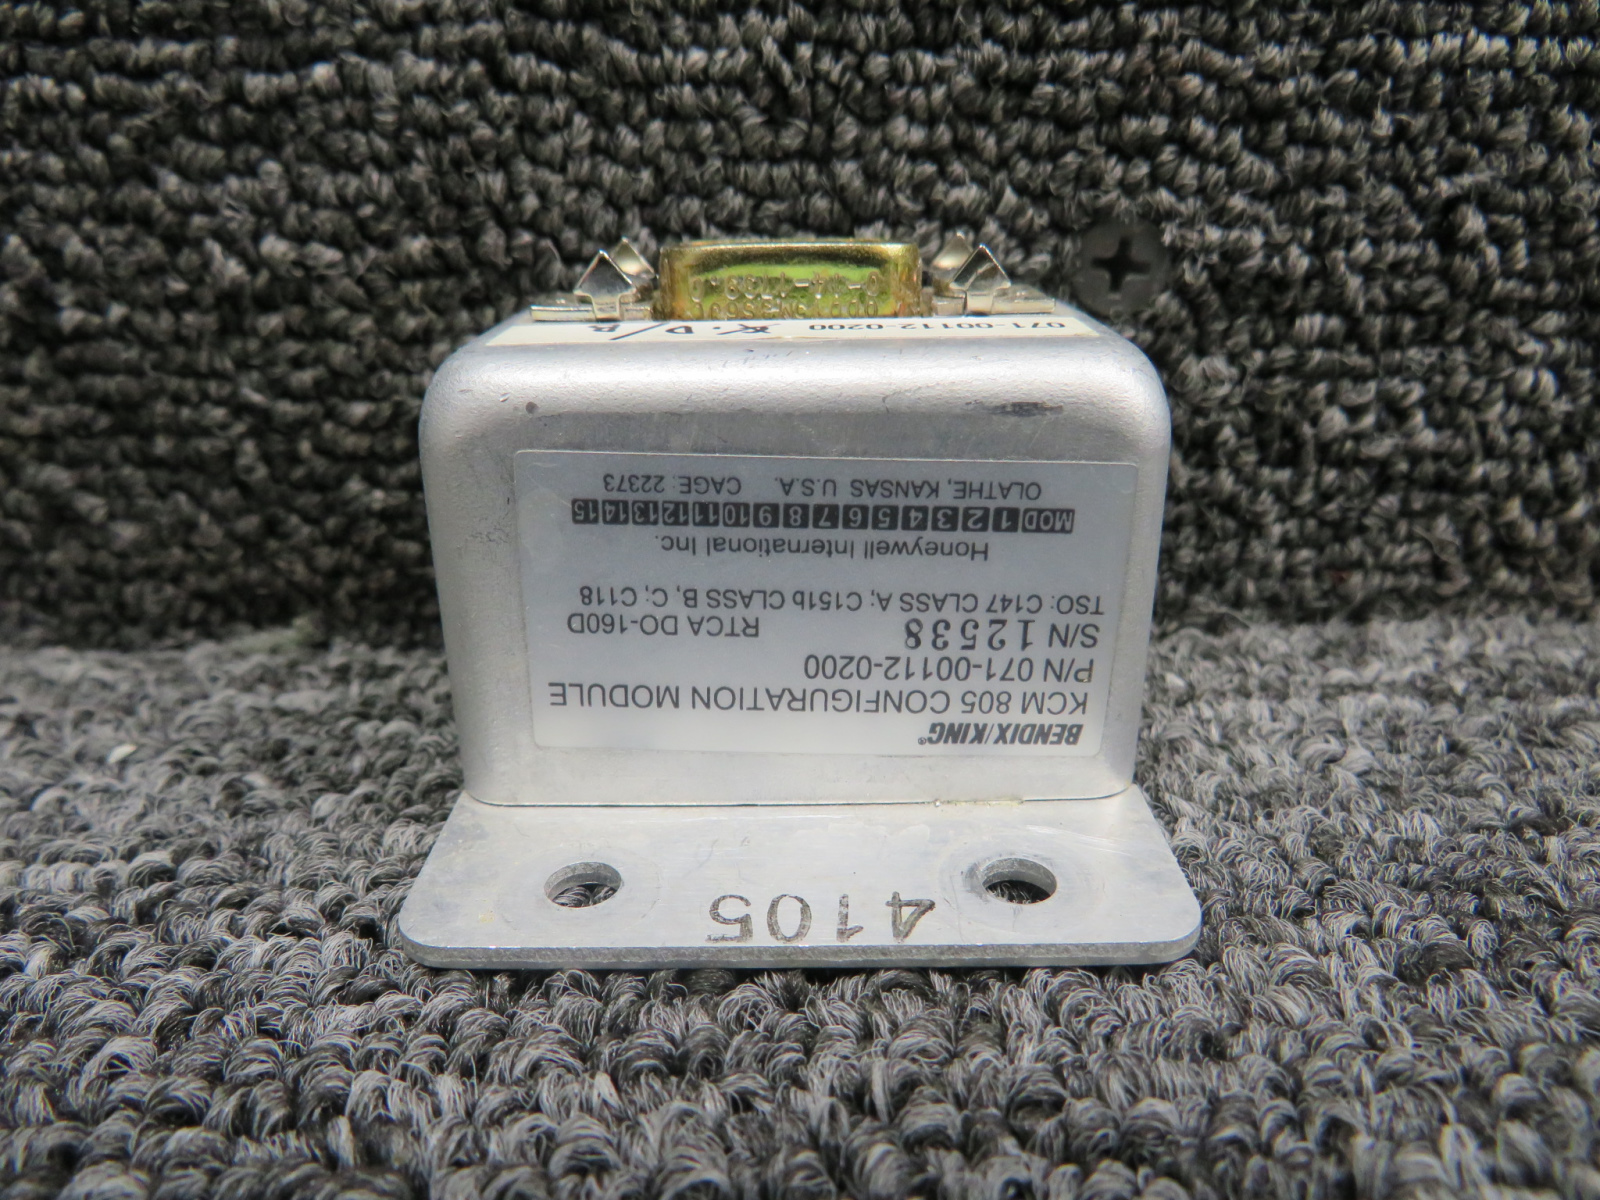 BENDIX/KING®
KCM 805 CONFIGURATION MODULE
P/N 071-00112-0200
S/N 12538 RTCA DO-160D
TSO: C147 CLASS A; C151b CLASS B, C; C118
Honeywell International Inc.
MOD 1 2 3 4 5 6 7 8 9 10 11 12 13 14 15
OLATHE, KANSAS U.S.A. CAGE: 22373
071-00112-0200
4105